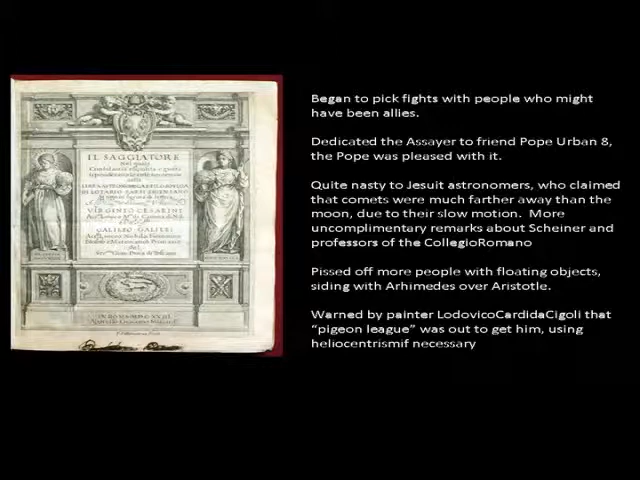 IL SAGGIATORE
Nel quale
VIRGINIO CESARINI
GALILEO GALILEI
Began to pick fights with people who might
have been allies.
Dedicated the Assayer to friend Pope Urban 8,
the Pope was pleased with it.
Quite nasty to Jesuit astronomers, who claimed
that comets were much farther away than the
moon, due to their slow motion.  More
uncomplimentary remarks about Scheiner and
professors of the CollegioRomano
Pissed off more people with floating objects,
siding with Arhimedes over Aristotle.
Warned by painter LodovicoCardidaCigoli that
“pigeon league” was out to get him, using
heliocentrismif necessary